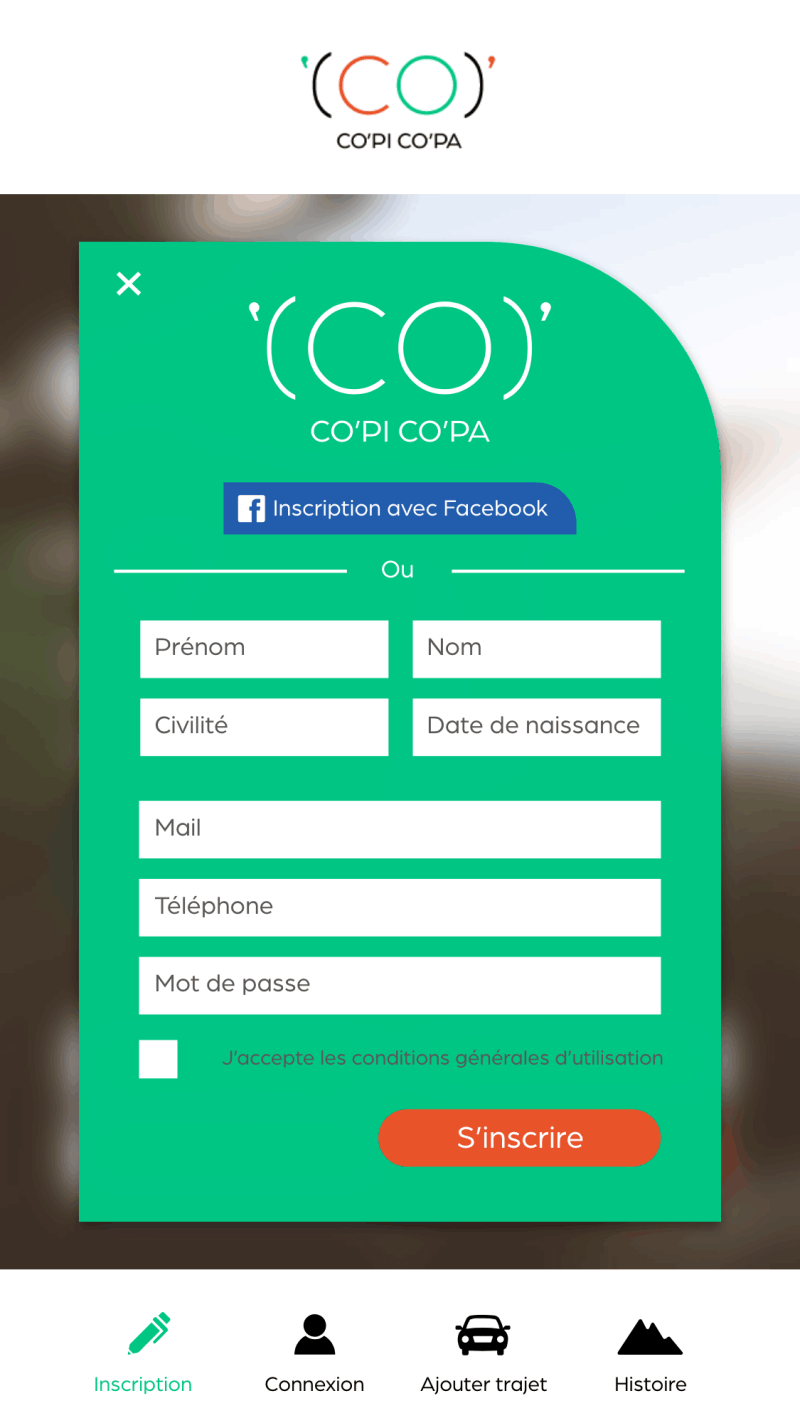 '(CO)'
CO'PI CO'PA
'(CO)'
CO'PI CO'PA
Inscription avec Facebook
Ou
Prénom Nom
Civilité Date de naissance
Mail
Téléphone
Mot de passe
J'accepte les conditions générales d'utilisation
S'inscrire
Inscription Connexion Ajouter trajet Histoire